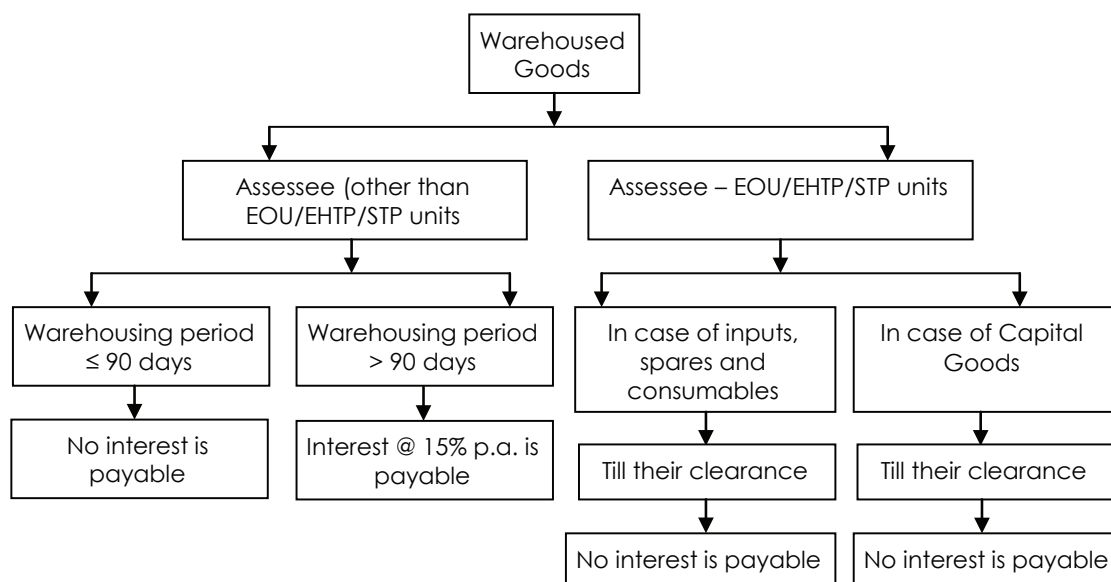 Warehoused
Goods
Assessee (other than
EOU/EHTP/STP units
Assessee – EOU/EHTP/STP units
Warehousing period
≤ 90 days
Warehousing period
> 90 days
In case of inputs,
spares and
consumables
In case of Capital
Goods
No interest is
payable
Interest @ 15% p.a. is
payable
Till their clearance
Till their clearance
No interest is payable
No interest is payable